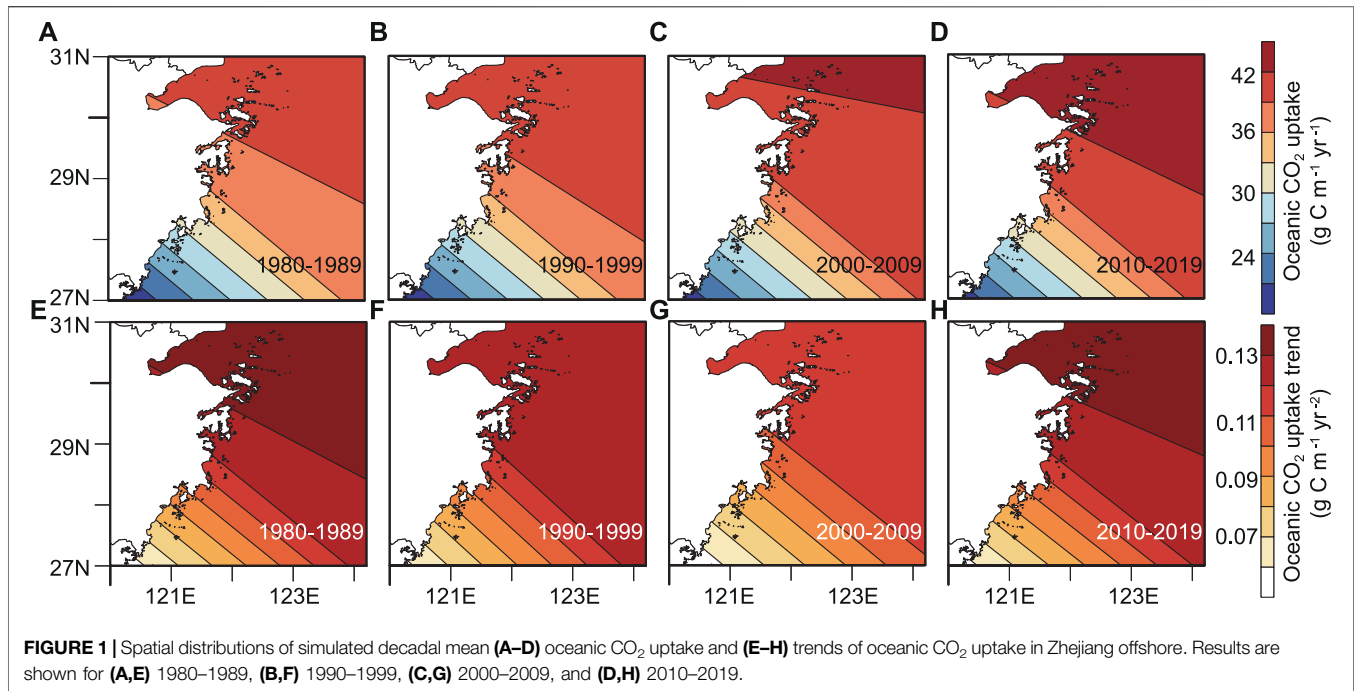 A
B
C
D
31N
29N
27N
1980-1989
1990-1999
2000-2009
2010-2019
42
36
30
24
Oceanic CO₂ uptake
(g C m⁻¹ yr⁻¹)
E
F
G
H
31N
29N
27N
1980-1989
1990-1999
2000-2009
2010-2019
121E
123E
121E
123E
121E
123E
121E
123E
0.13
0.11
0.09
0.07
Oceanic CO₂ uptake trend
(g C m⁻¹ yr⁻²)
FIGURE 1 | Spatial distributions of simulated decadal mean (A–D) oceanic CO₂ uptake and (E–H) trends of oceanic CO₂ uptake in Zhejiang offshore. Results are
shown for (A,E) 1980–1989, (B,F) 1990–1999, (C,G) 2000–2009, and (D,H) 2010–2019.